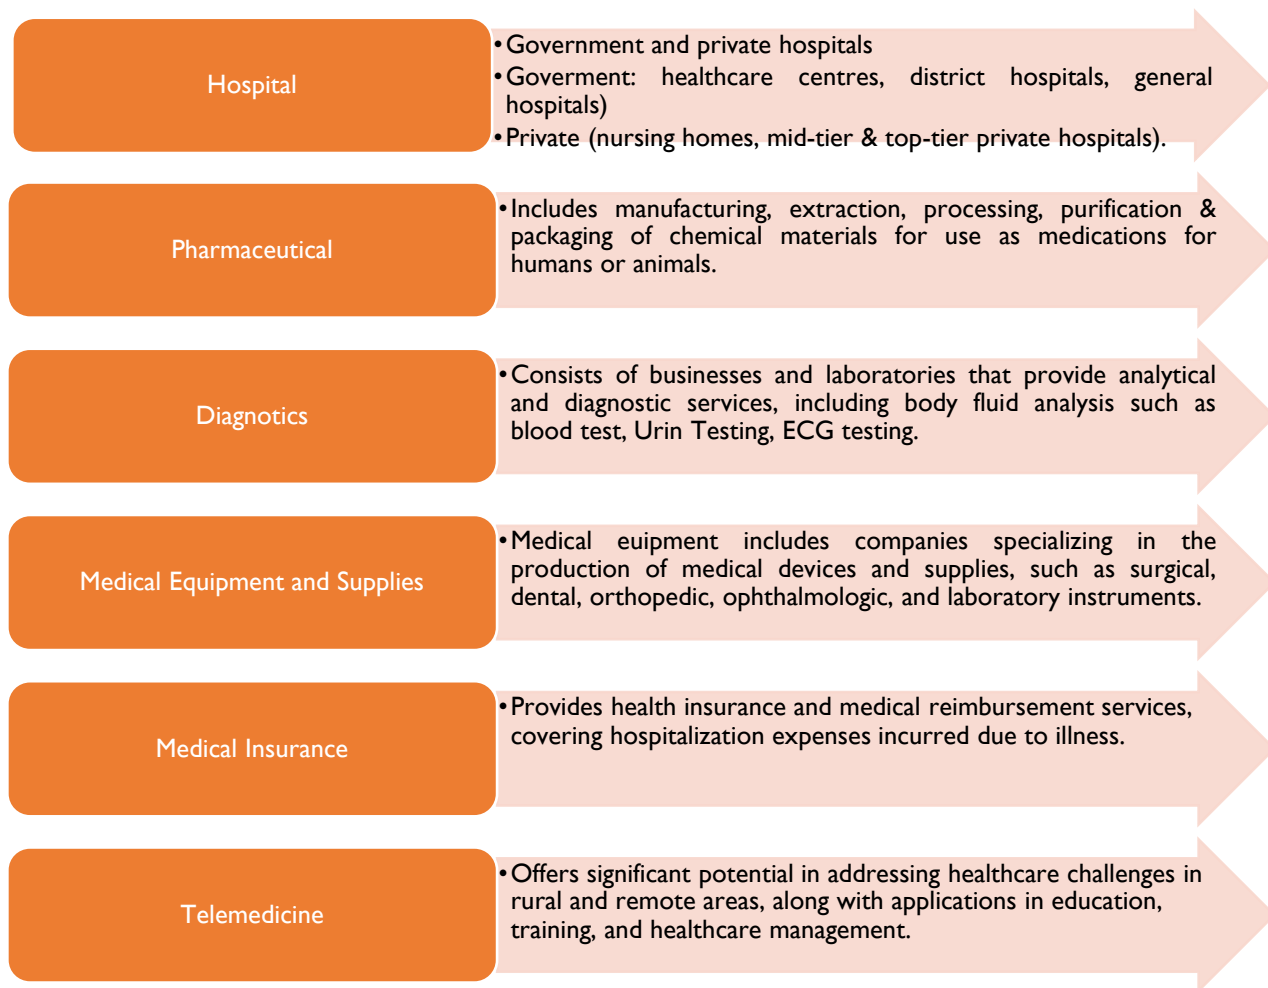 Hospital
•Government and private hospitals
•Goverment: healthcare centres, district hospitals, general
hospitals)
•Private (nursing homes, mid-tier & top-tier private hospitals).
Pharmaceutical
•Includes manufacturing, extraction, processing, purification &
packaging of chemical materials for use as medications for
humans or animals.
Diagnotics
•Consists of businesses and laboratories that provide analytical
and diagnostic services, including body fluid analysis such as
blood test, Urin Testing, ECG testing.
Medical Equipment and Supplies
•Medical euipment includes companies specializing in the
production of medical devices and supplies, such as surgical,
dental, orthopedic, ophthalmologic, and laboratory instruments.
Medical Insurance
•Provides health insurance and medical reimbursement services,
covering hospitalization expenses incurred due to illness.
Telemedicine
•Offers significant potential in addressing healthcare challenges in
rural and remote areas, along with applications in education,
training, and healthcare management.